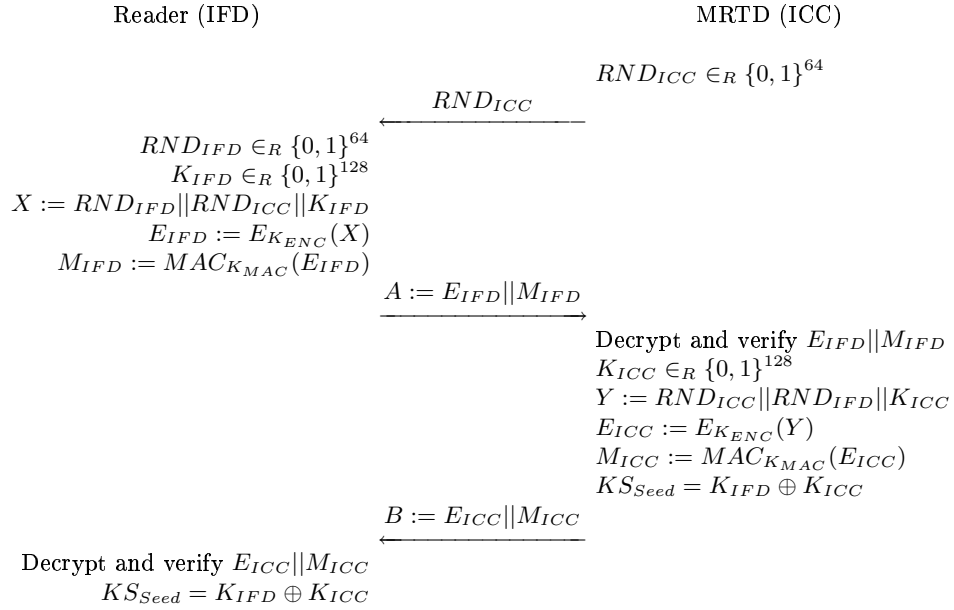 Reader (IFD) MRTD (ICC)
RND_{ICC} ∈_R {0, 1}^{64}
RND_{ICC}
RND_{IFD} ∈_R {0, 1}^{64}
K_{IFD} ∈_R {0, 1}^{128}
X := RND_{IFD}||RND_{ICC}||K_{IFD}
E_{IFD} := E_{K_{ENC}}(X)
M_{IFD} := MAC_{K_{MAC}}(E_{IFD})
A := E_{IFD}||M_{IFD}
Decrypt and verify E_{IFD}||M_{IFD}
K_{ICC} ∈_R {0, 1}^{128}
Y := RND_{ICC}||RND_{IFD}||K_{ICC}
E_{ICC} := E_{K_{ENC}}(Y)
M_{ICC} := MAC_{K_{MAC}}(E_{ICC})
KS_{Seed} = K_{IFD} ⊕ K_{ICC}
B := E_{ICC}||M_{ICC}
Decrypt and verify E_{ICC}||M_{ICC}
KS_{Seed} = K_{IFD} ⊕ K_{ICC}